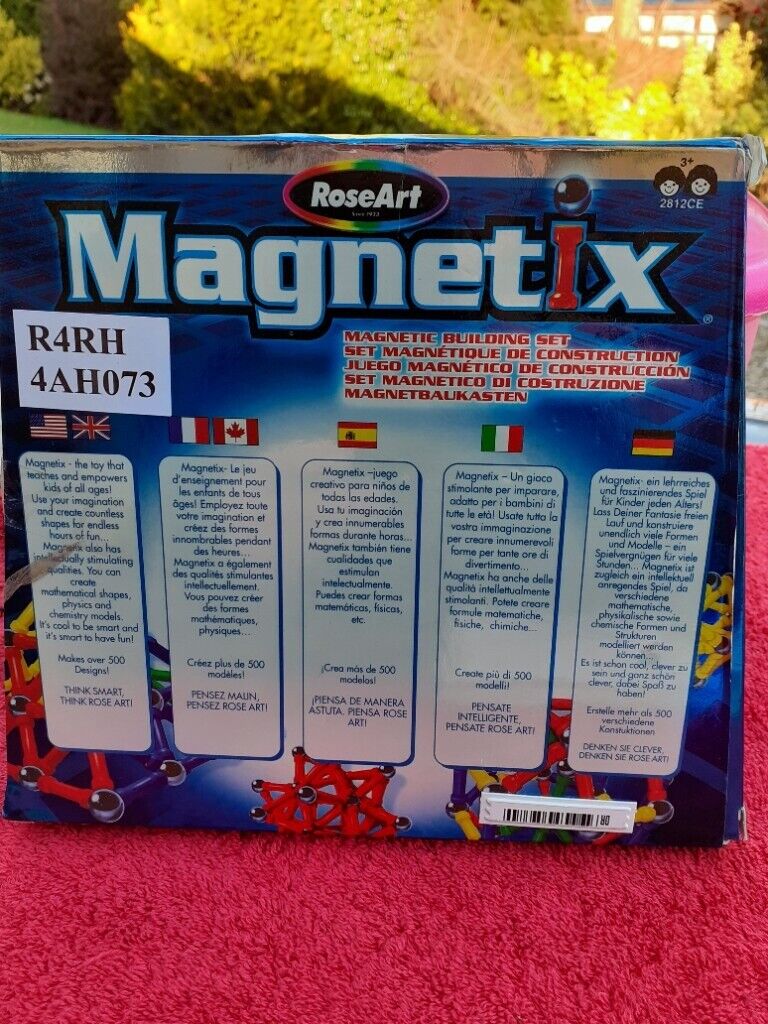 RoseArt
Since 1923
3+
2812CE
Magnetix®
R4RH
4AH073
MAGNETIC BUILDING SET
SET MAGNÉTIQUE DE CONSTRUCTION
JUEGO MAGNÉTICO DE CONSTRUCCIÓN
SET MAGNETICO DI COSTRUZIONE
MAGNETBAUKASTEN
Magnetix - the toy that
teaches and empowers
kids of all ages!
Use your imagination
and create countless
shapes for endless
hours of fun...
Magnetix also has
intellectually stimulating
qualities. You can
create
mathematical shapes,
physics and
chemistry models.
It's cool to be smart and
it's smart to have fun!
Makes over 500
Designs!
THINK SMART,
THINK ROSE ART!
Magnetix- Le jeu
d'enseignement pour
les enfants de tous
âges! Employez toute
votre imagination et
créez des formes
innombrables pendant
des heures...
Magnetix a également
des qualités stimulantes
intellectuellement.
Vous pouvez créer
des formes
mathématiques,
physiques...
Créez plus de 500
modèles!
PENSEZ MALIN,
PENSEZ ROSE ART!
Magnetix –juego
creativo para niños de
todas las edades.
Usa tu imaginación
y crea innumerables
formas durante horas...
Magnetix también tiene
cualidades que
estimulan
intelectualmente.
Puedes crear formas
matemáticas, físicas,
etc.
¡Crea más de 500
modelos!
¡PIENSA DE MANERA
ASTUTA. PIENSA ROSE
ART!
Magnetix – Un gioco
stimolante per imparare,
adatto per i bambini di
tutte le età! Usate tutta la
vostra immaginazione
per creare innumerevoli
forme per tante ore di
divertimento...
Magnetix ha anche delle
qualità intellettualmente
stimolanti. Potete creare
formule matematiche,
fisiche, chimiche...
Create più di 500
modelli!
PENSATE
INTELLIGENTE,
PENSATE ROSE ART!
Magnetix- ein lehrreiches
und faszinierendes Spiel
für Kinder jeden Alters!
Lass Deiner Fantasie freien
Lauf und konstruiere
unendlich viele Formen
und Modelle – ein
Spielvergnügen für viele
Stunden... Magnetix ist
zugleich ein intellektuell
anregendes Spiel, da
verschiedene
mathematische,
physikalische sowie
chemische Formen und
Strukturen
modelliert werden
können...
Es ist schon cool, clever zu
sein und ganz schön
clever, dabei Spaß zu
haben!
Erstelle mehr als 500
verschiedene
Konstuktionen
DENKEN SIE CLEVER,
DENKEN SIE ROSE ART!